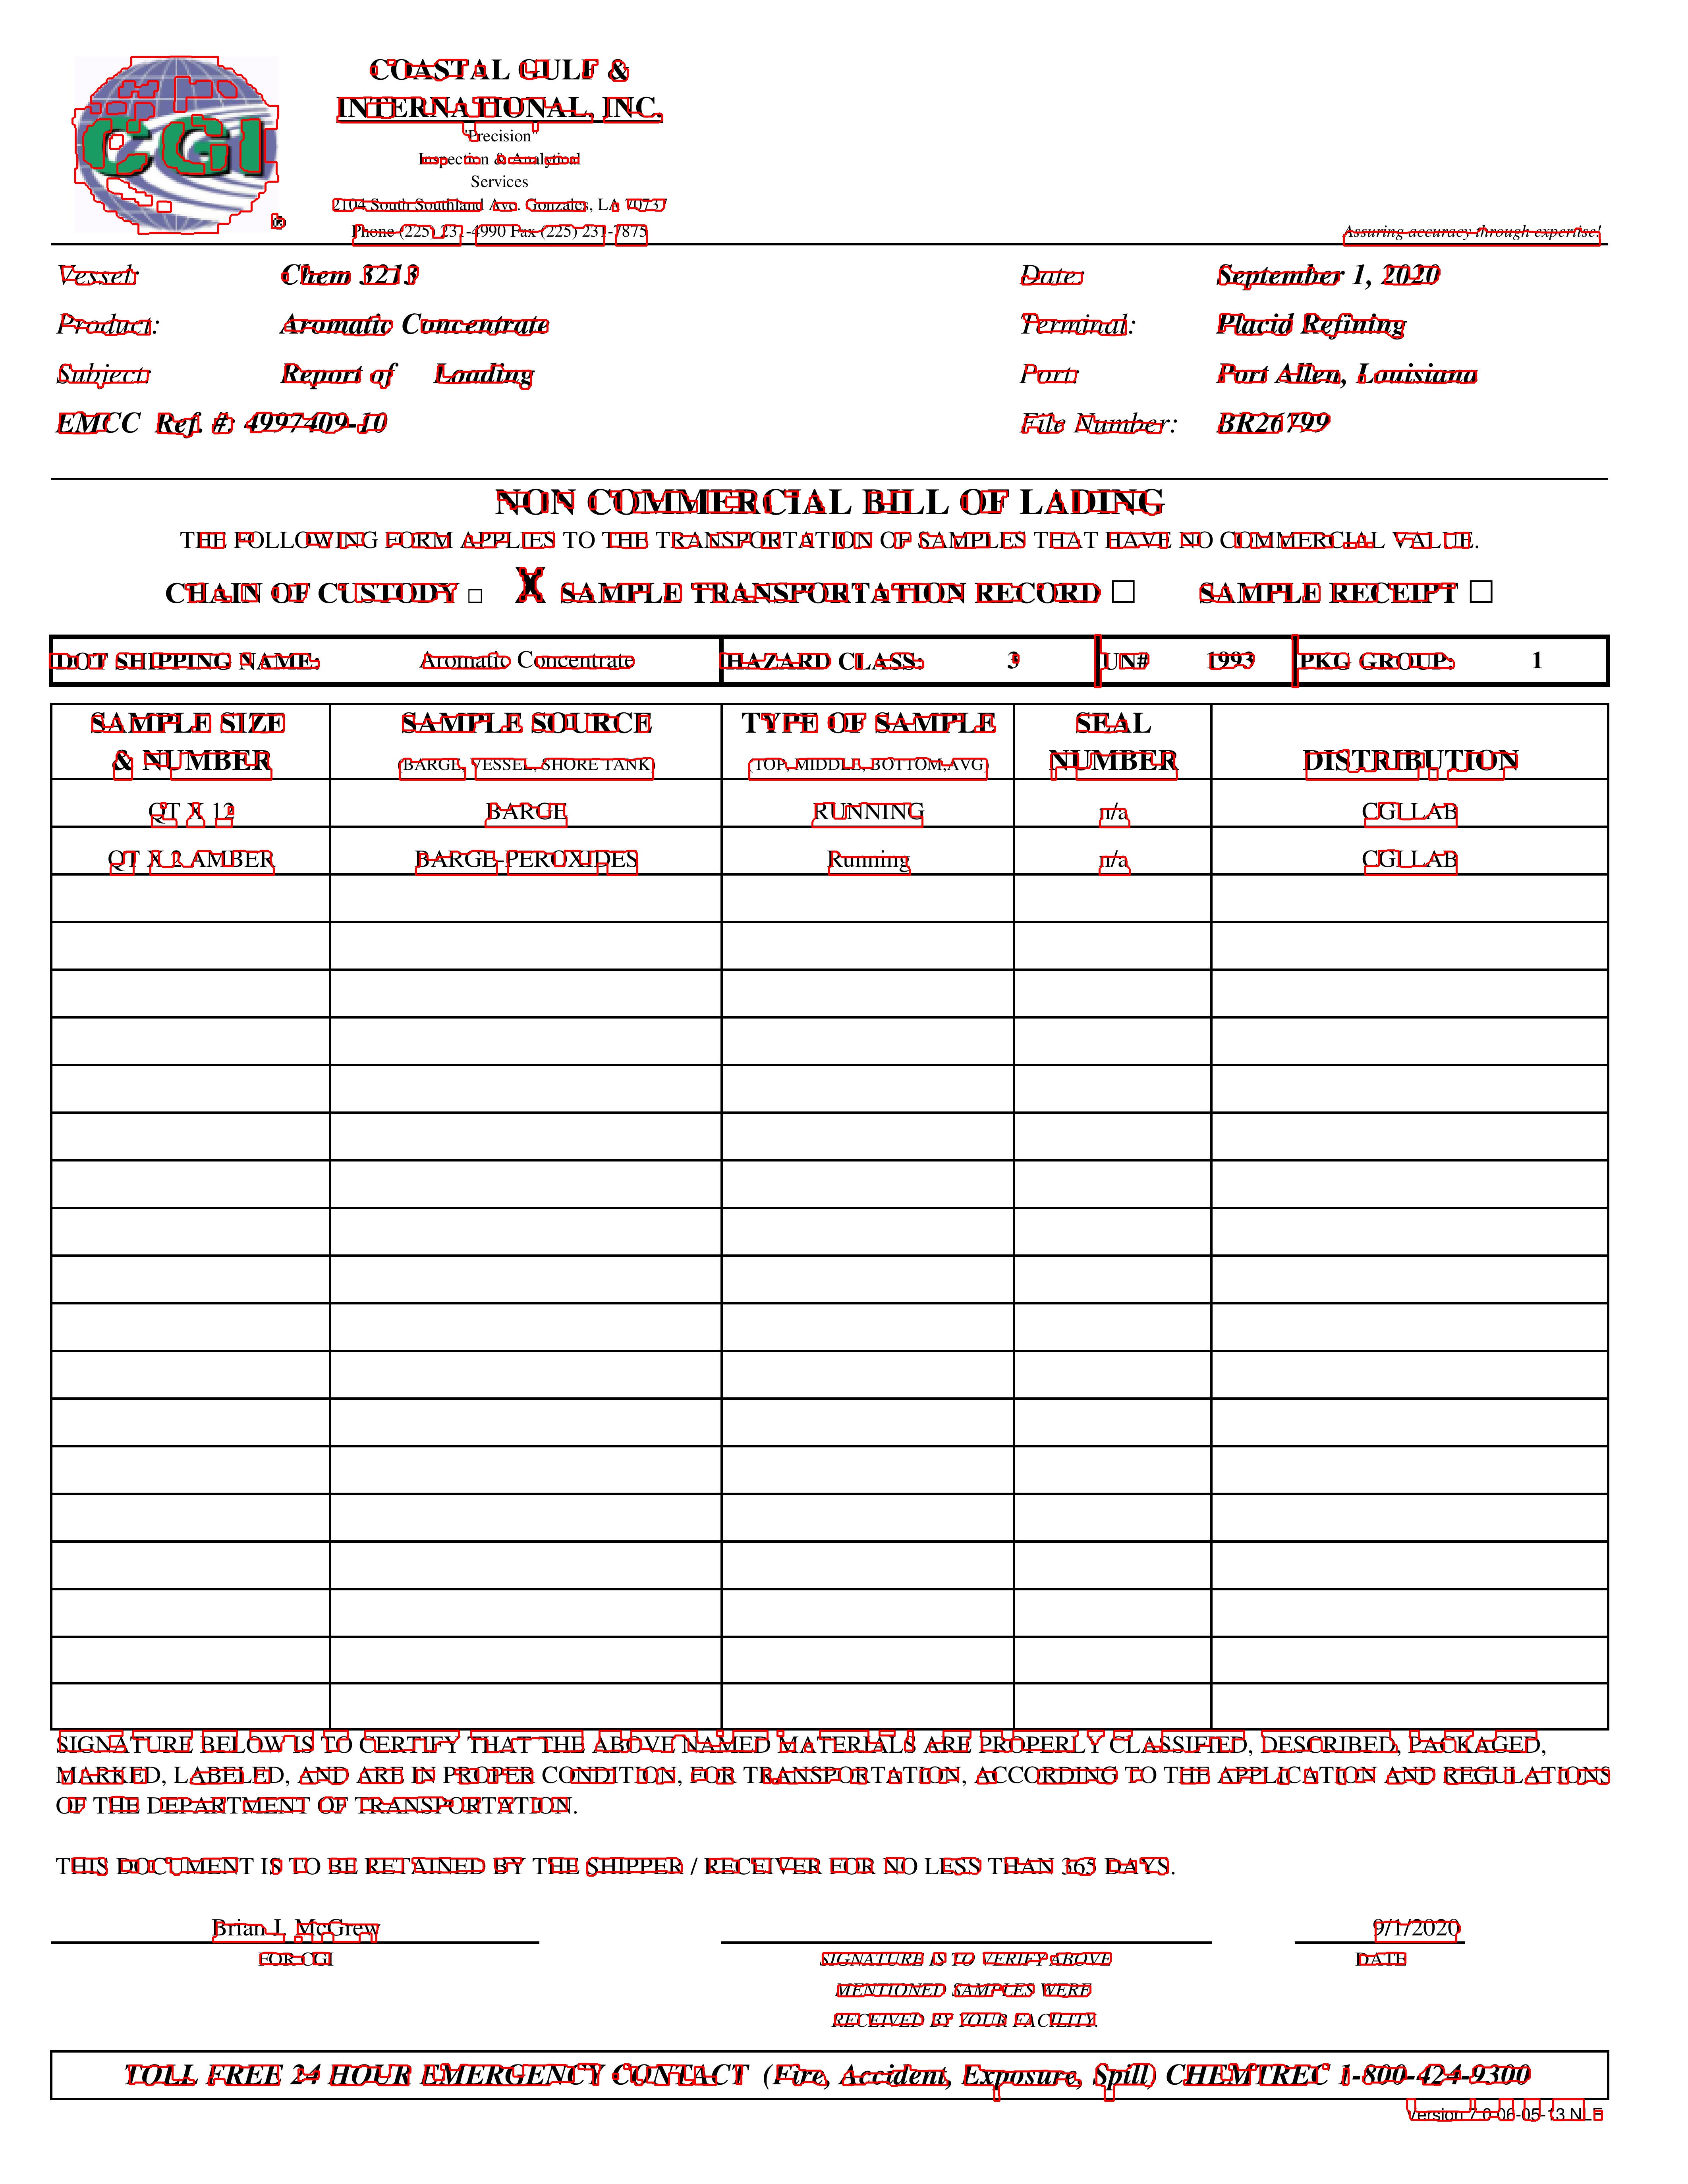 CGI
®
COASTAL GULF &
INTERNATIONAL, INC.
"Precision"
Inspection & Analytical
Services
2104 South Southland Ave. Gonzales, LA 70737
Phone (225) 231-4990 Fax (225) 231-7875
Assuring accuracy through expertise!
Vessel: Chem 3213 Date: September 1, 2020
Product: Aromatic Concentrate Terminal: Placid Refining
Subject: Report of Loading Port: Port Allen, Louisiana
EMCC Ref. #: 4997409-10 File Number: BR26799
NON COMMERCIAL BILL OF LADING
THE FOLLOWING FORM APPLIES TO THE TRANSPORTATION OF SAMPLES THAT HAVE NO COMMERCIAL VALUE.
CHAIN OF CUSTODY □ X SAMPLE TRANSPORTATION RECORD □ SAMPLE RECEIPT □
DOT SHIPPING NAME: Aromatic Concentrate HAZARD CLASS: 3 UN# 1993 PKG GROUP: 1
SAMPLE SIZE SAMPLE SOURCE TYPE OF SAMPLE SEAL
& NUMBER (BARGE, VESSEL, SHORE TANK) (TOP, MIDDLE, BOTTOM,AVG) NUMBER DISTRIBUTION
QT X 12 BARGE RUNNING n/a CGI LAB
QT X 2 AMBER BARGE-PEROXIDES Running n/a CGI LAB
SIGNATURE BELOW IS TO CERTIFY THAT THE ABOVE NAMED MATERIALS ARE PROPERLY CLASSIFIED, DESCRIBED, PACKAGED,
MARKED, LABELED, AND ARE IN PROPER CONDITION, FOR TRANSPORTATION, ACCORDING TO THE APPLICATION AND REGULATIONS
OF THE DEPARTMENT OF TRANSPORTATION.
THIS DOCUMENT IS TO BE RETAINED BY THE SHIPPER / RECEIVER FOR NO LESS THAN 365 DAYS.
Brian J. McGrew 9/1/2020
FOR CGI SIGNATURE IS TO VERIFY ABOVE DATE
MENTIONED SAMPLES WERE
RECEIVED BY YOUR FACILITY.
TOLL FREE 24 HOUR EMERGENCY CONTACT (Fire, Accident, Exposure, Spill) CHEMTREC 1-800-424-9300
Version 7.0-06-05-13 NLF